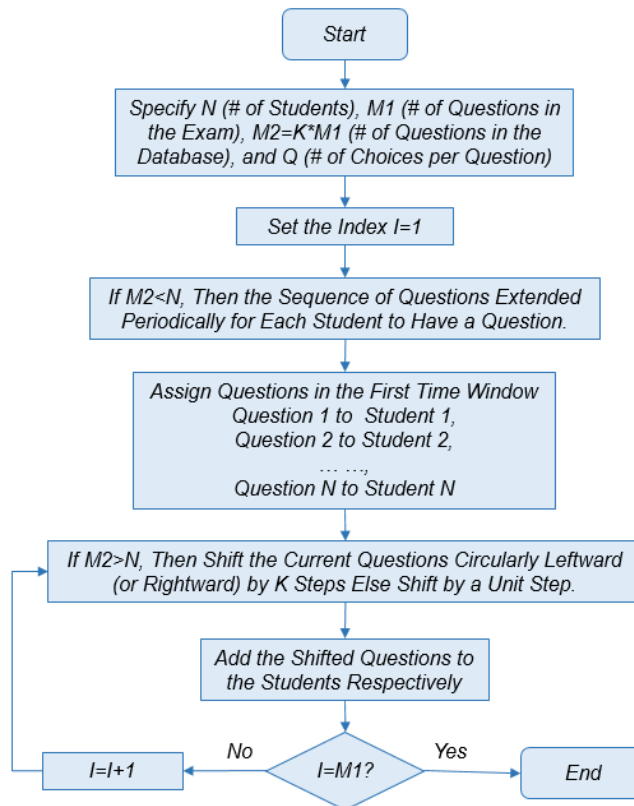 Start
Specify N (# of Students), M1 (# of Questions in
the Exam), M2=K*M1 (# of Questions in the
Database), and Q (# of Choices per Question)
Set the Index I=1
If M2<N, Then the Sequence of Questions Extended
Periodically for Each Student to Have a Question.
Assign Questions in the First Time Window
Question 1 to Student 1,
Question 2 to Student 2,
... ...,
Question N to Student N
If M2>N, Then Shift the Current Questions Circularly Leftward
(or Rightward) by K Steps Else Shift by a Unit Step.
Add the Shifted Questions to
the Students Respectively
No
Yes
I=I+1
I=M1?
End